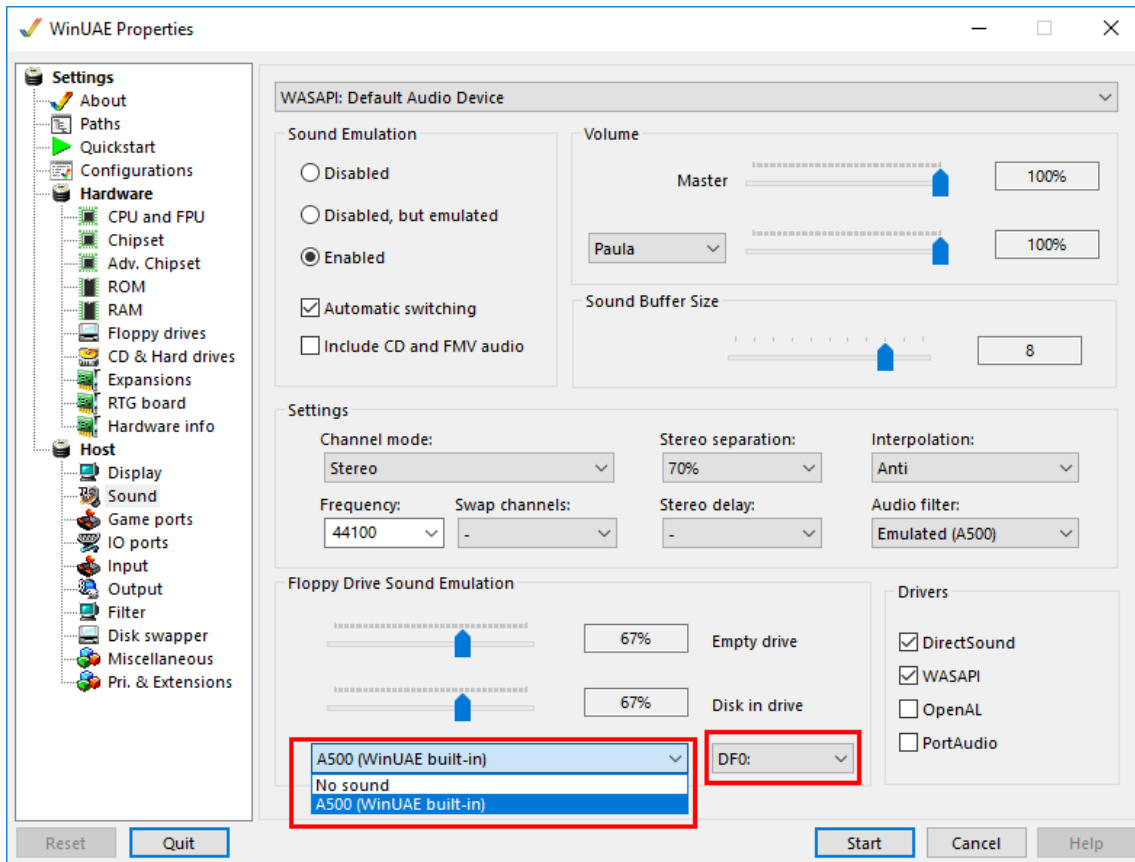 WinUAE Properties
Settings
About
Paths
Quickstart
Configurations
Hardware
CPU and FPU
Chipset
Adv. Chipset
ROM
RAM
Floppy drives
CD & Hard drives
Expansions
RTG board
Hardware info
Host
Display
Sound
Game ports
IO ports
Input
Output
Filter
Disk swapper
Miscellaneous
Pri. & Extensions
WASAPI: Default Audio Device
Sound Emulation
Disabled
Disabled, but emulated
Enabled
Automatic switching
Include CD and FMV audio
Volume
Master 100%
Paula 100%
Sound Buffer Size
8
Settings
Channel mode: Stereo separation: Interpolation:
Stereo 70% Anti
Frequency: Swap channels: Stereo delay: Audio filter:
44100 - - Emulated (A500)
Floppy Drive Sound Emulation
67% Empty drive
67% Disk in drive
A500 (WinUAE built-in) DF0:
No sound
A500 (WinUAE built-in)
Drivers
DirectSound
WASAPI
OpenAL
PortAudio
Reset Quit Start Cancel Help